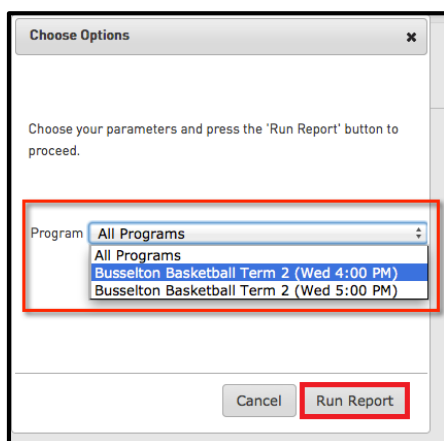 Choose Options
Choose your parameters and press the 'Run Report' button to
proceed.
Program All Programs
All Programs
Busselton Basketball Term 2 (Wed 4:00 PM)
Busselton Basketball Term 2 (Wed 5:00 PM)
Cancel Run Report